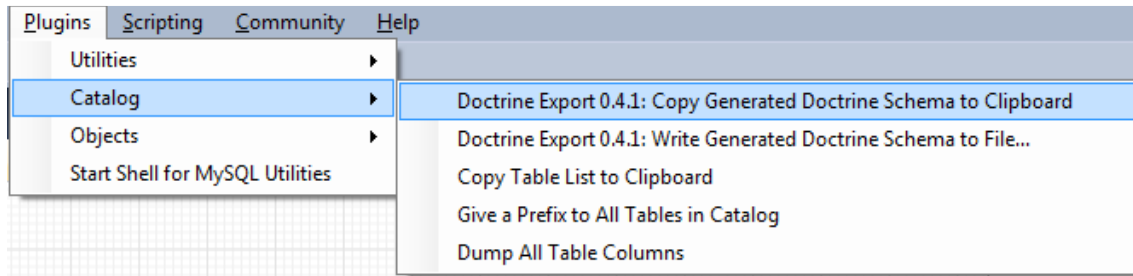 Plugins Scripting Community Help
Utilities
Catalog
Objects
Start Shell for MySQL Utilities
Doctrine Export 0.4.1: Copy Generated Doctrine Schema to Clipboard
Doctrine Export 0.4.1: Write Generated Doctrine Schema to File...
Copy Table List to Clipboard
Give a Prefix to All Tables in Catalog
Dump All Table Columns